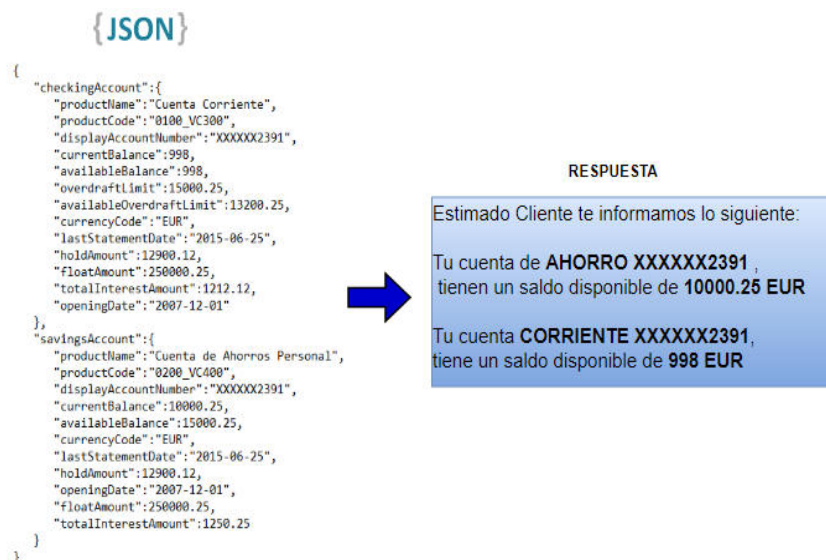 {JSON}
{
"checkingAccount":{
"productName":"Cuenta Corriente",
"productCode":"0100_VC300",
"displayAccountNumber":"XXXXXX2391",
"currentBalance":998,
"availableBalance":998,
"overdraftLimit":15000.25,
"availableOverdraftLimit":13200.25,
"currencyCode":"EUR",
"lastStatementDate":"2015-06-25",
"holdAmount":12900.12,
"floatAmount":250000.25,
"totalInterestAmount":1212.12,
"openingDate":"2007-12-01"
},
"savingsAccount":{
"productName":"Cuenta de Ahorros Personal",
"productCode":"0200_VC400",
"displayAccountNumber":"XXXXXX2391",
"currentBalance":10000.25,
"availableBalance":15000.25,
"currencyCode":"EUR",
"lastStatementDate":"2015-06-25",
"holdAmount":12900.12,
"openingDate":"2007-12-01",
"floatAmount":250000.25,
"totalInterestAmount":1250.25
}
}
RESPUESTA
Estimado Cliente te informamos lo siguiente:
Tu cuenta de AHORRO XXXXXX2391 ,
tienen un saldo disponible de 10000.25 EUR
Tu cuenta CORRIENTE XXXXXX2391,
tiene un saldo disponible de 998 EUR